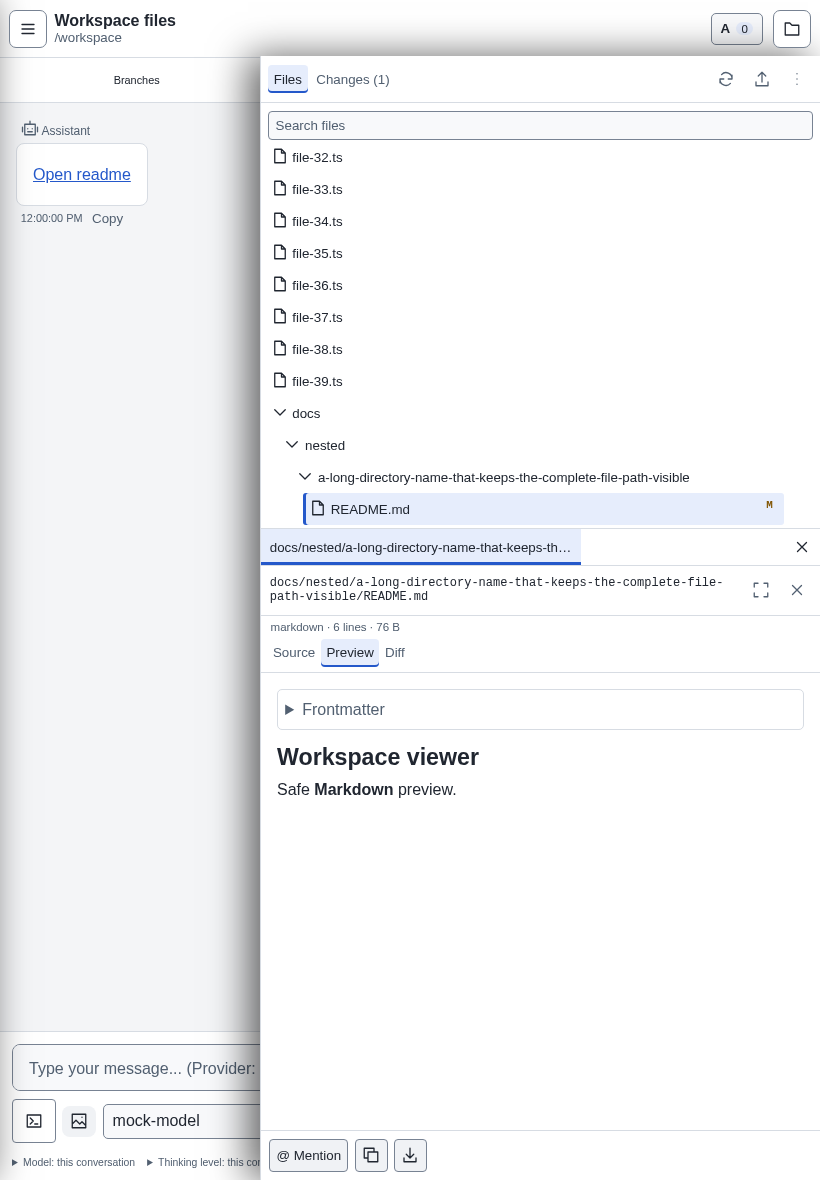 Workspace files
/workspace
A 0
Branches
Files Changes (1)
Assistant
Open readme
12:00:00 PM Copy
Search files
file-32.ts
file-33.ts
file-34.ts
file-35.ts
file-36.ts
file-37.ts
file-38.ts
file-39.ts
docs
nested
a-long-directory-name-that-keeps-the-complete-file-path-visible
README.md M
docs/nested/a-long-directory-name-that-keeps-th…
docs/nested/a-long-directory-name-that-keeps-the-complete-file-
path-visible/README.md
markdown · 6 lines · 76 B
Source Preview Diff
Frontmatter
Workspace viewer
Safe Markdown preview.
Type your message... (Provider:
mock-model
Model: this conversation Thinking level: this con
@ Mention